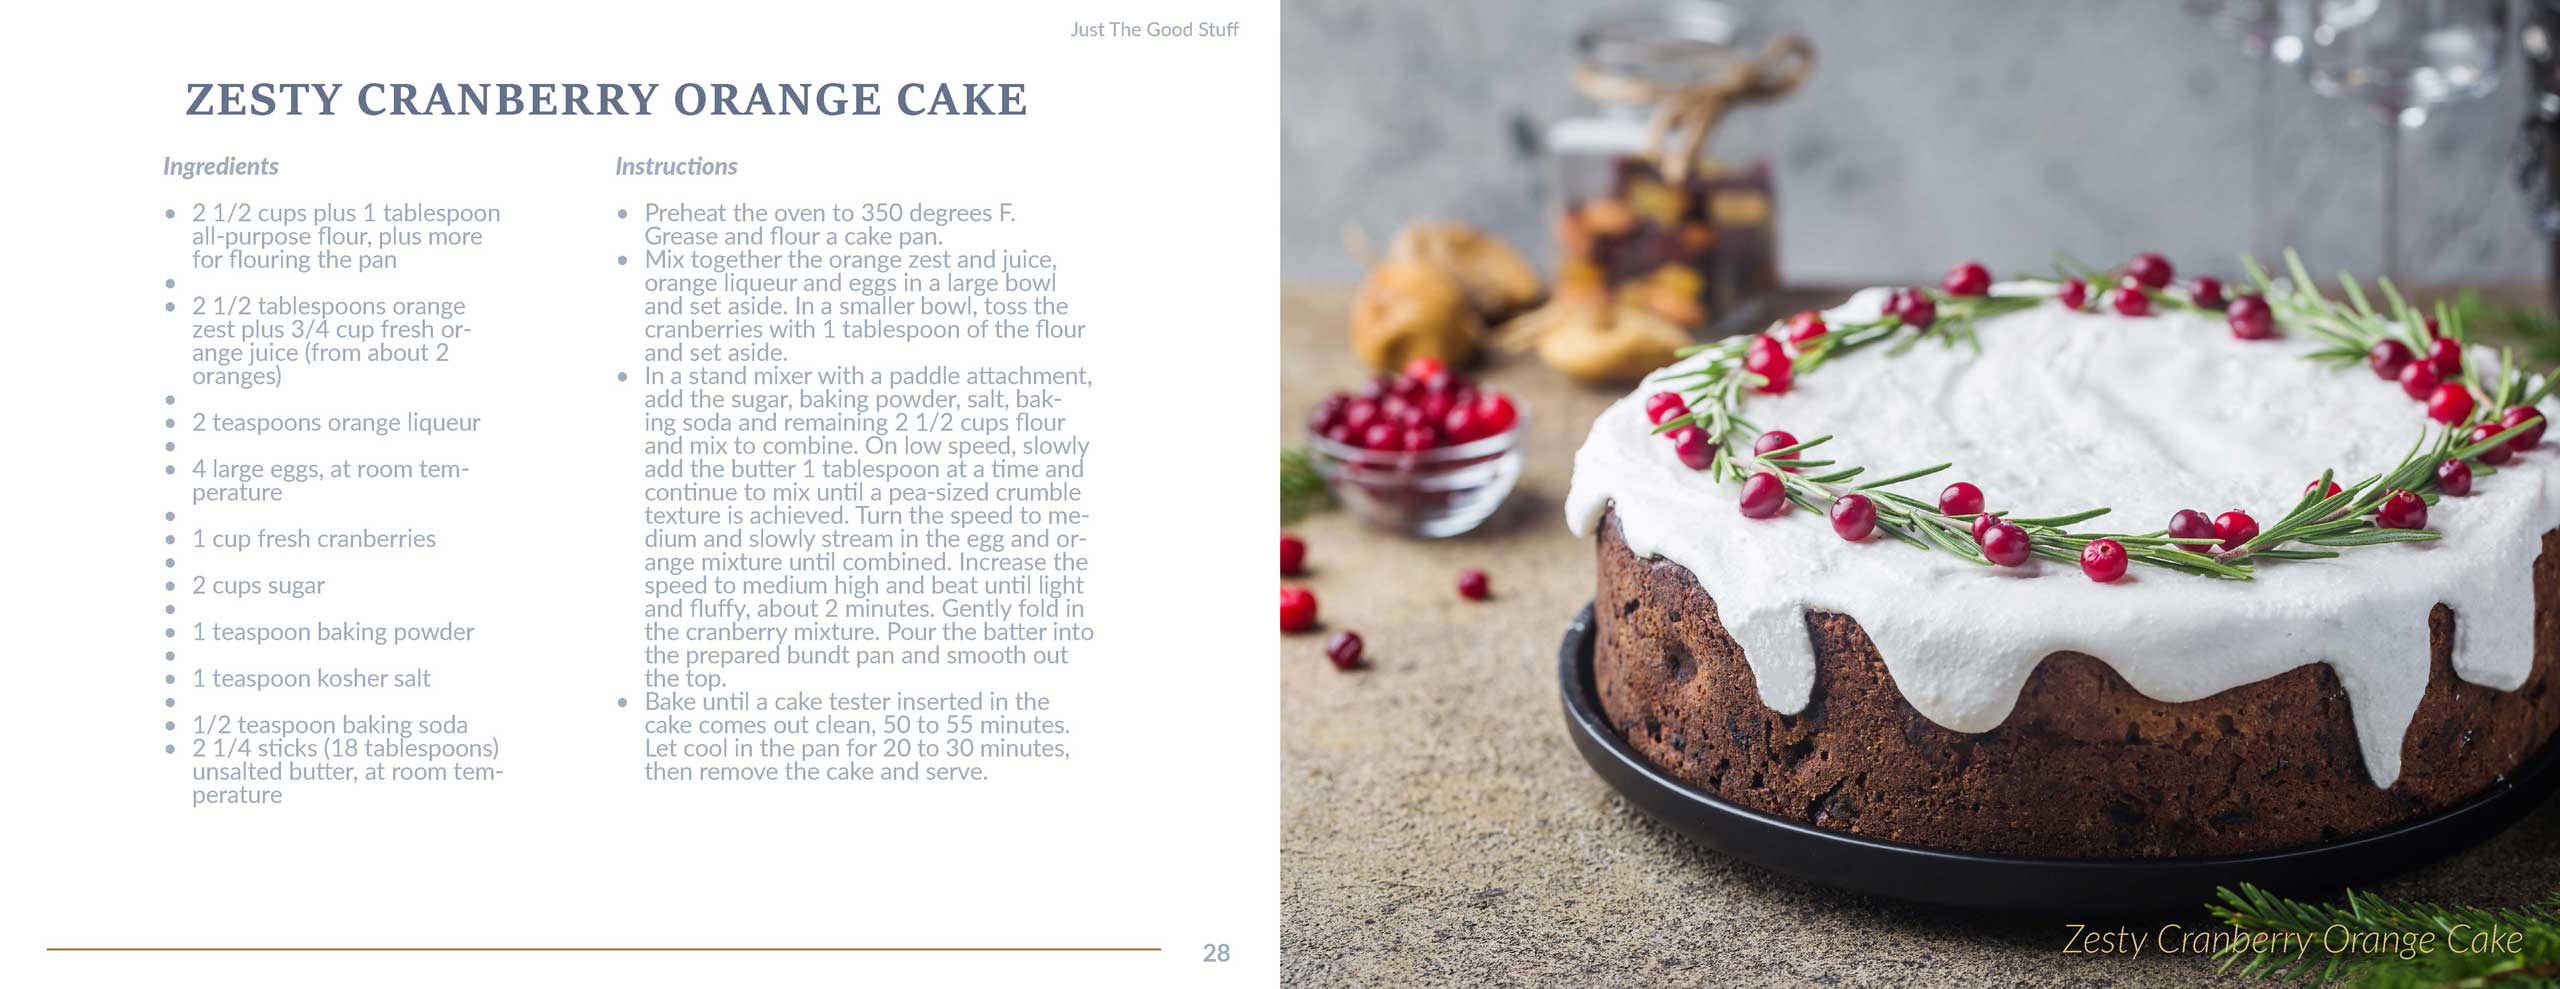 Just The Good Stuff
ZESTY CRANBERRY ORANGE CAKE
Ingredients
• 2 1/2 cups plus 1 tablespoon
all-purpose flour, plus more
for flouring the pan
•
• 2 1/2 tablespoons orange
zest plus 3/4 cup fresh or-
ange juice (from about 2
oranges)
•
• 2 teaspoons orange liqueur
•
• 4 large eggs, at room tem-
perature
•
• 1 cup fresh cranberries
•
• 2 cups sugar
•
• 1 teaspoon baking powder
•
• 1 teaspoon kosher salt
•
• 1/2 teaspoon baking soda
• 2 1/4 sticks (18 tablespoons)
unsalted butter, at room tem-
perature
Instructions
• Preheat the oven to 350 degrees F.
Grease and flour a cake pan.
• Mix together the orange zest and juice,
orange liqueur and eggs in a large bowl
and set aside. In a smaller bowl, toss the
cranberries with 1 tablespoon of the flour
and set aside.
• In a stand mixer with a paddle attachment,
add the sugar, baking powder, salt, bak-
ing soda and remaining 2 1/2 cups flour
and mix to combine. On low speed, slowly
add the butter 1 tablespoon at a time and
continue to mix until a pea-sized crumble
texture is achieved. Turn the speed to me-
dium and slowly stream in the egg and or-
ange mixture until combined. Increase the
speed to medium high and beat until light
and fluffy, about 2 minutes. Gently fold in
the cranberry mixture. Pour the batter into
the prepared bundt pan and smooth out
the top.
• Bake until a cake tester inserted in the
cake comes out clean, 50 to 55 minutes.
Let cool in the pan for 20 to 30 minutes,
then remove the cake and serve.
28
Zesty Cranberry Orange Cake